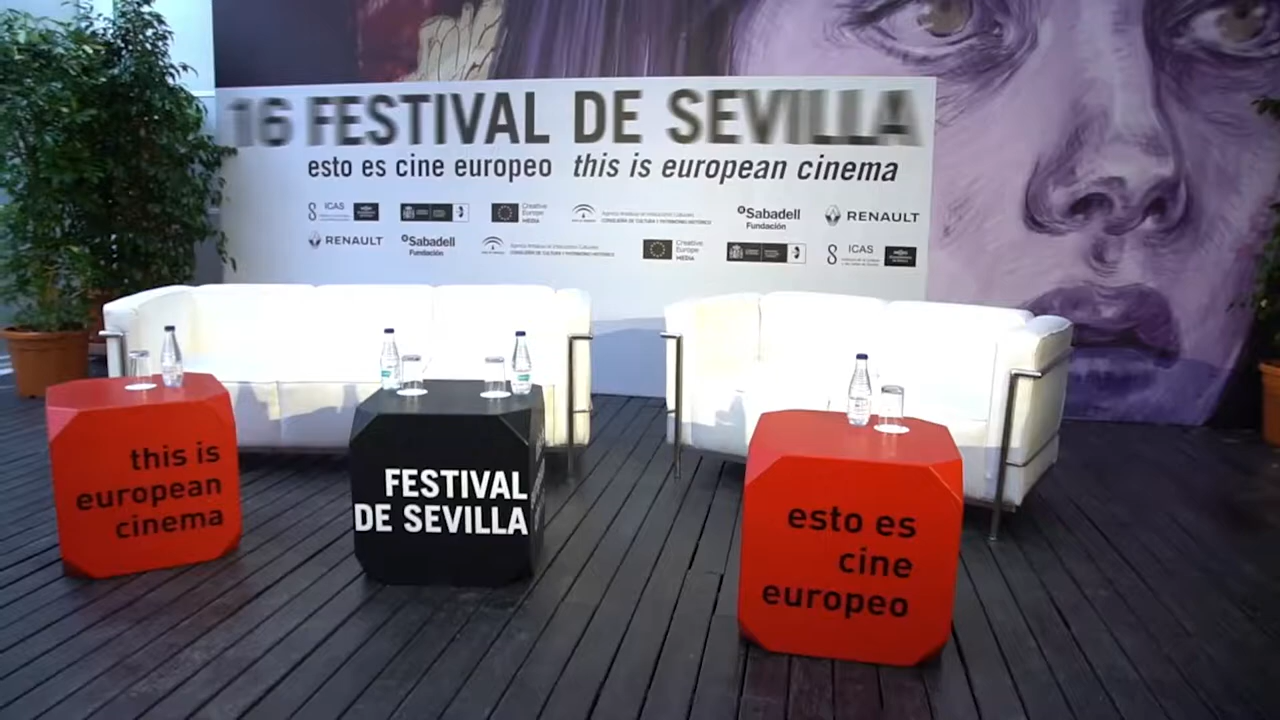 16 FESTIVAL DE SEVILLA
esto es cine europeo this is european cinema
ICAS
Creative
Europe
MEDIA
Sabadell
Fundación
RENAULT
RENAULT
Sabadell
Fundación
Creative
Europe
MEDIA
ICAS
this is
european
cinema
FESTIVAL
DE SEVILLA
esto es
cine
europeo